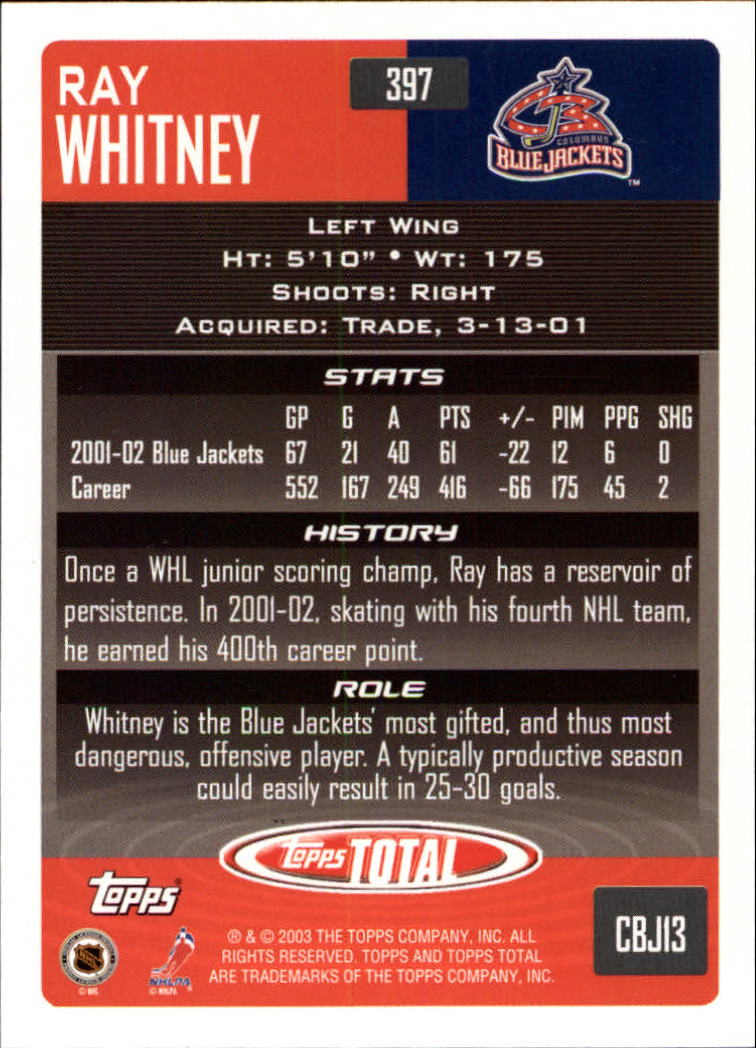 RAY
WHITNEY
397
COLUMBUS
BLUE JACKETS
™
LEFT WING
HT: 5'10" • WT: 175
SHOOTS: RIGHT
ACQUIRED: TRADE, 3-13-01
STATS
GP G A PTS +/- PIM PPG SHG
2001-02 Blue Jackets 67 21 40 61 -22 12 6 0
Career 552 167 249 416 -66 175 45 2
HISTORY
Once a WHL junior scoring champ, Ray has a reservoir of
persistence. In 2001-02, skating with his fourth NHL team,
he earned his 400th career point.
ROLE
Whitney is the Blue Jackets' most gifted, and thus most
dangerous, offensive player. A typically productive season
could easily result in 25-30 goals.
topps TOTAL
topps®
CBJ13
® & © 2003 THE TOPPS COMPANY, INC. ALL
RIGHTS RESERVED. TOPPS AND TOPPS TOTAL
ARE TRADEMARKS OF THE TOPPS COMPANY, INC.
NHL
© NHL
NHLPA
© NHLPA